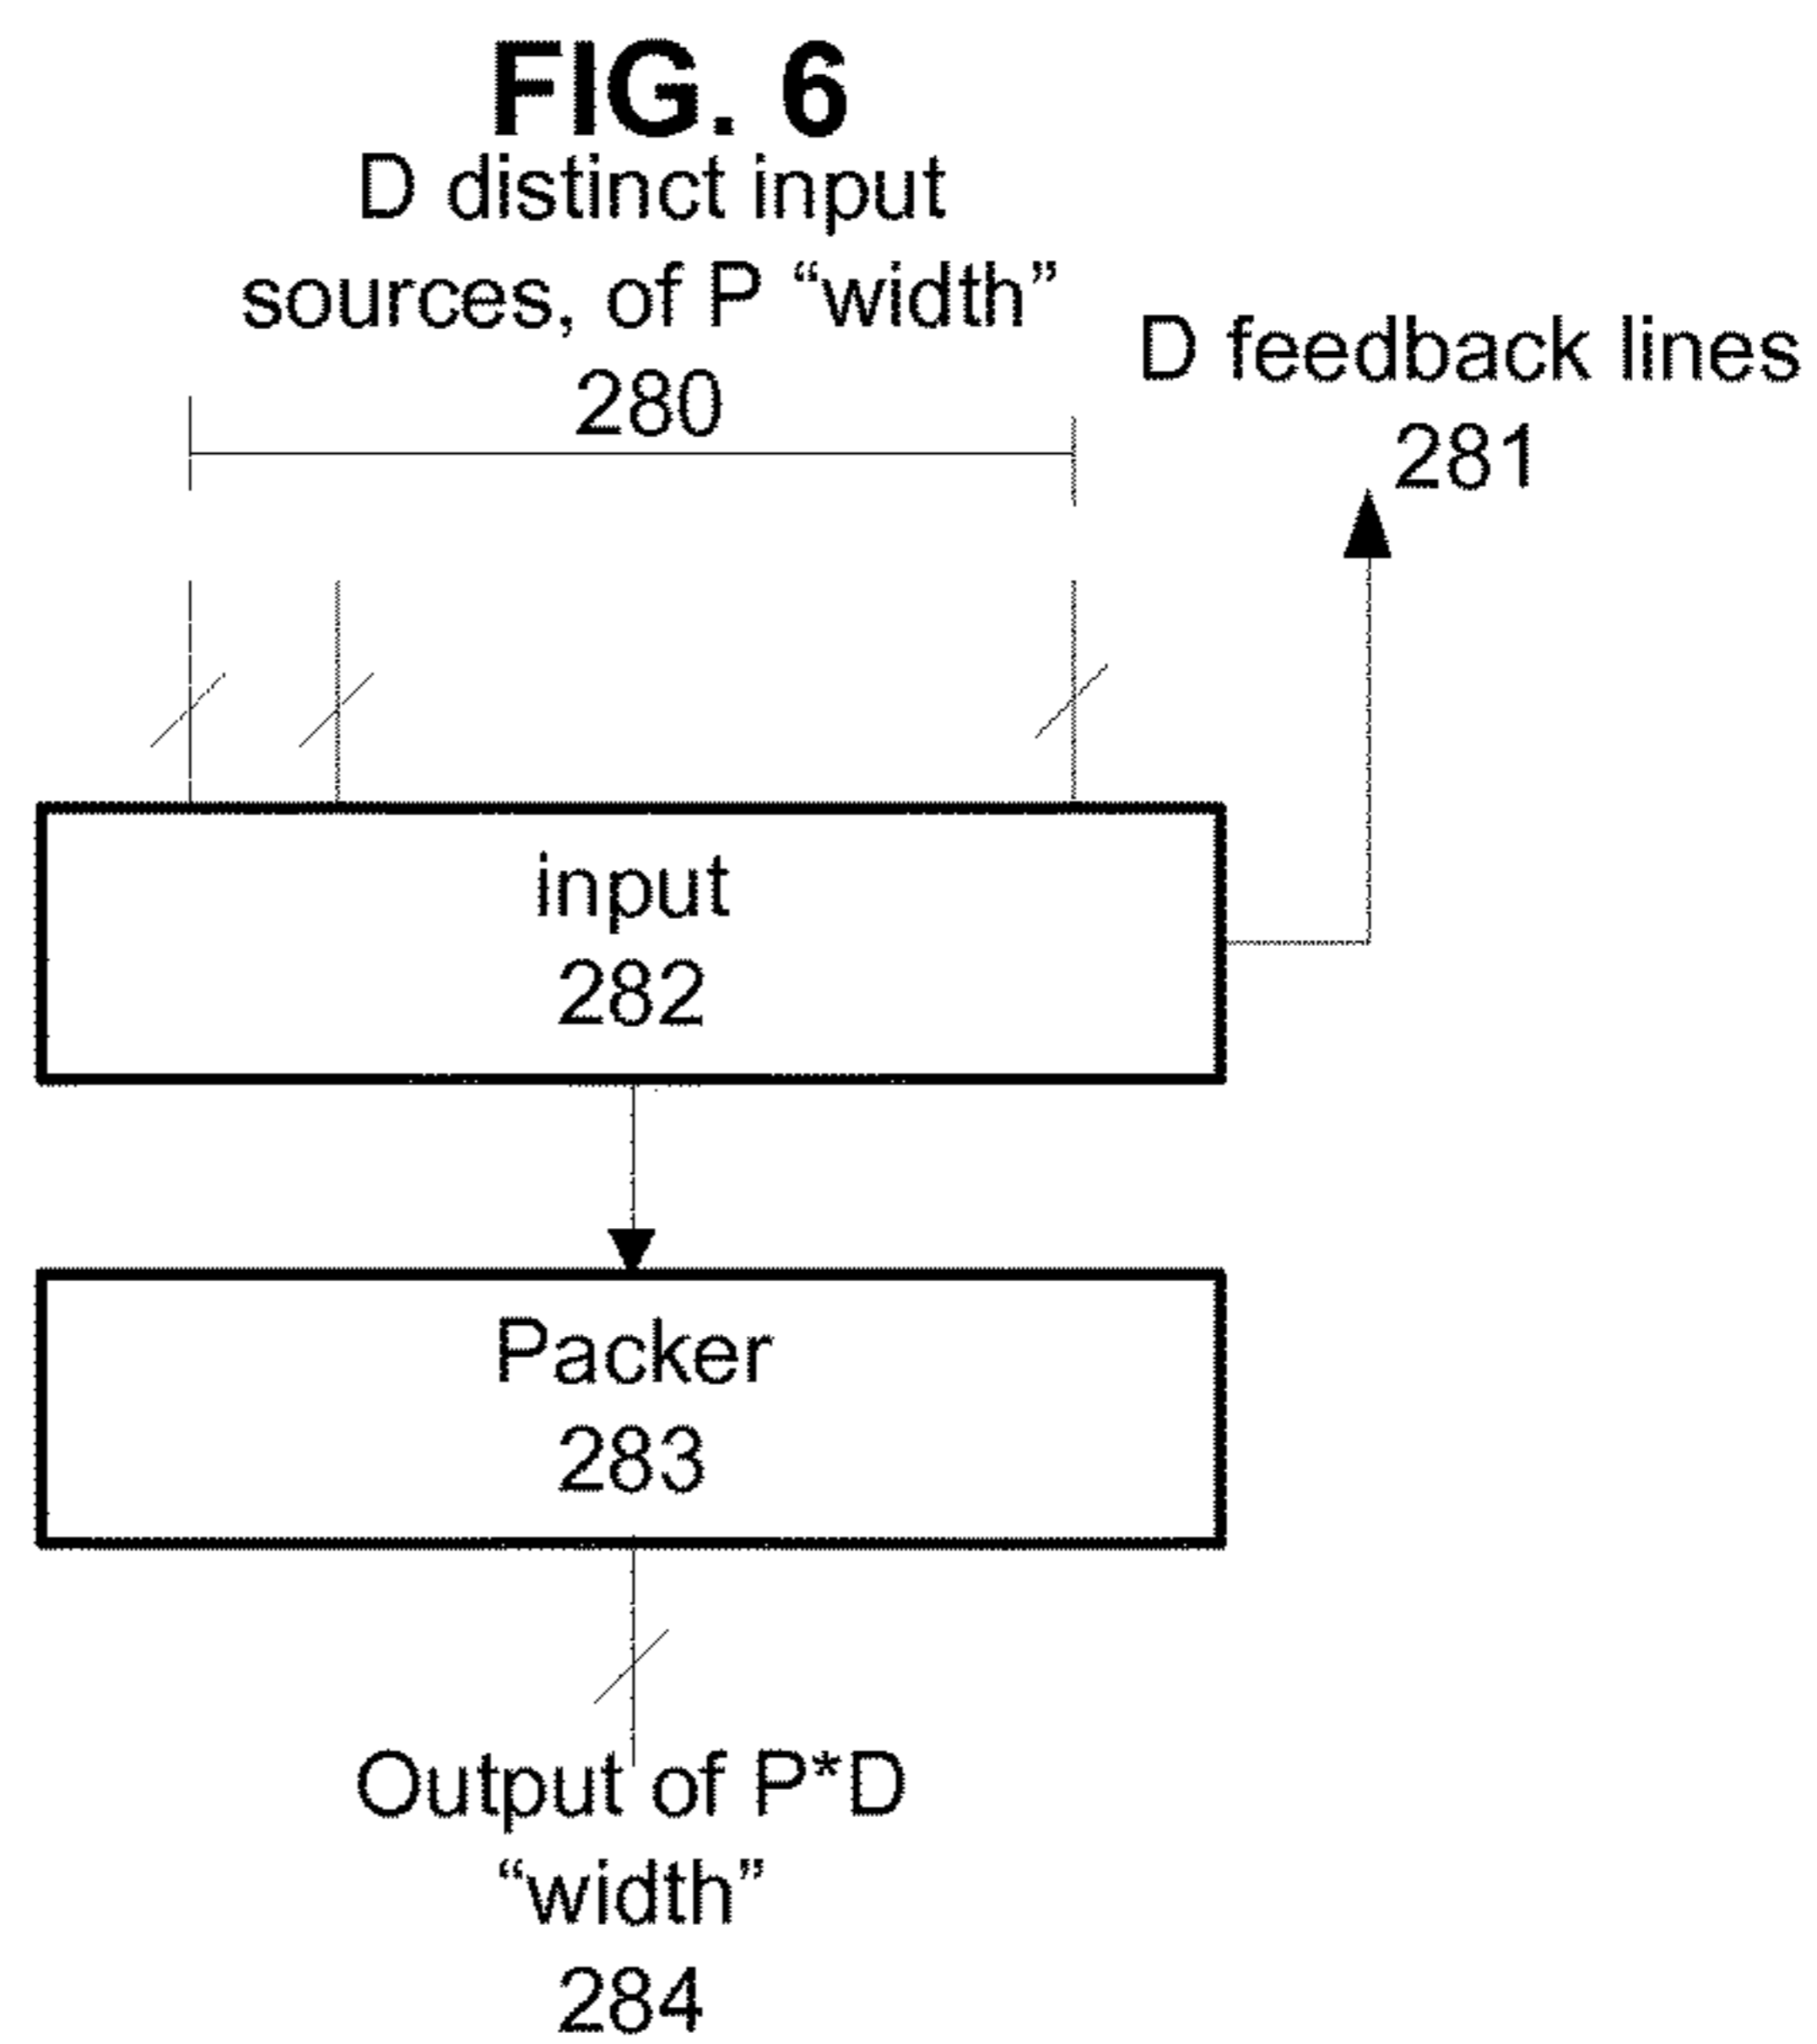 FIG. 6
D distinct input
sources, of P “width”
280
D feedback lines
281
input
282
Packer
283
Output of P*D
“width”
284